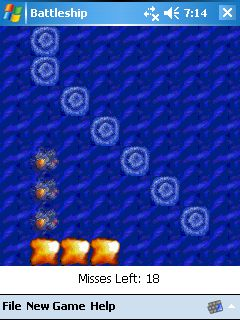 Battleship 7:14
Misses Left: 18
File New Game Help